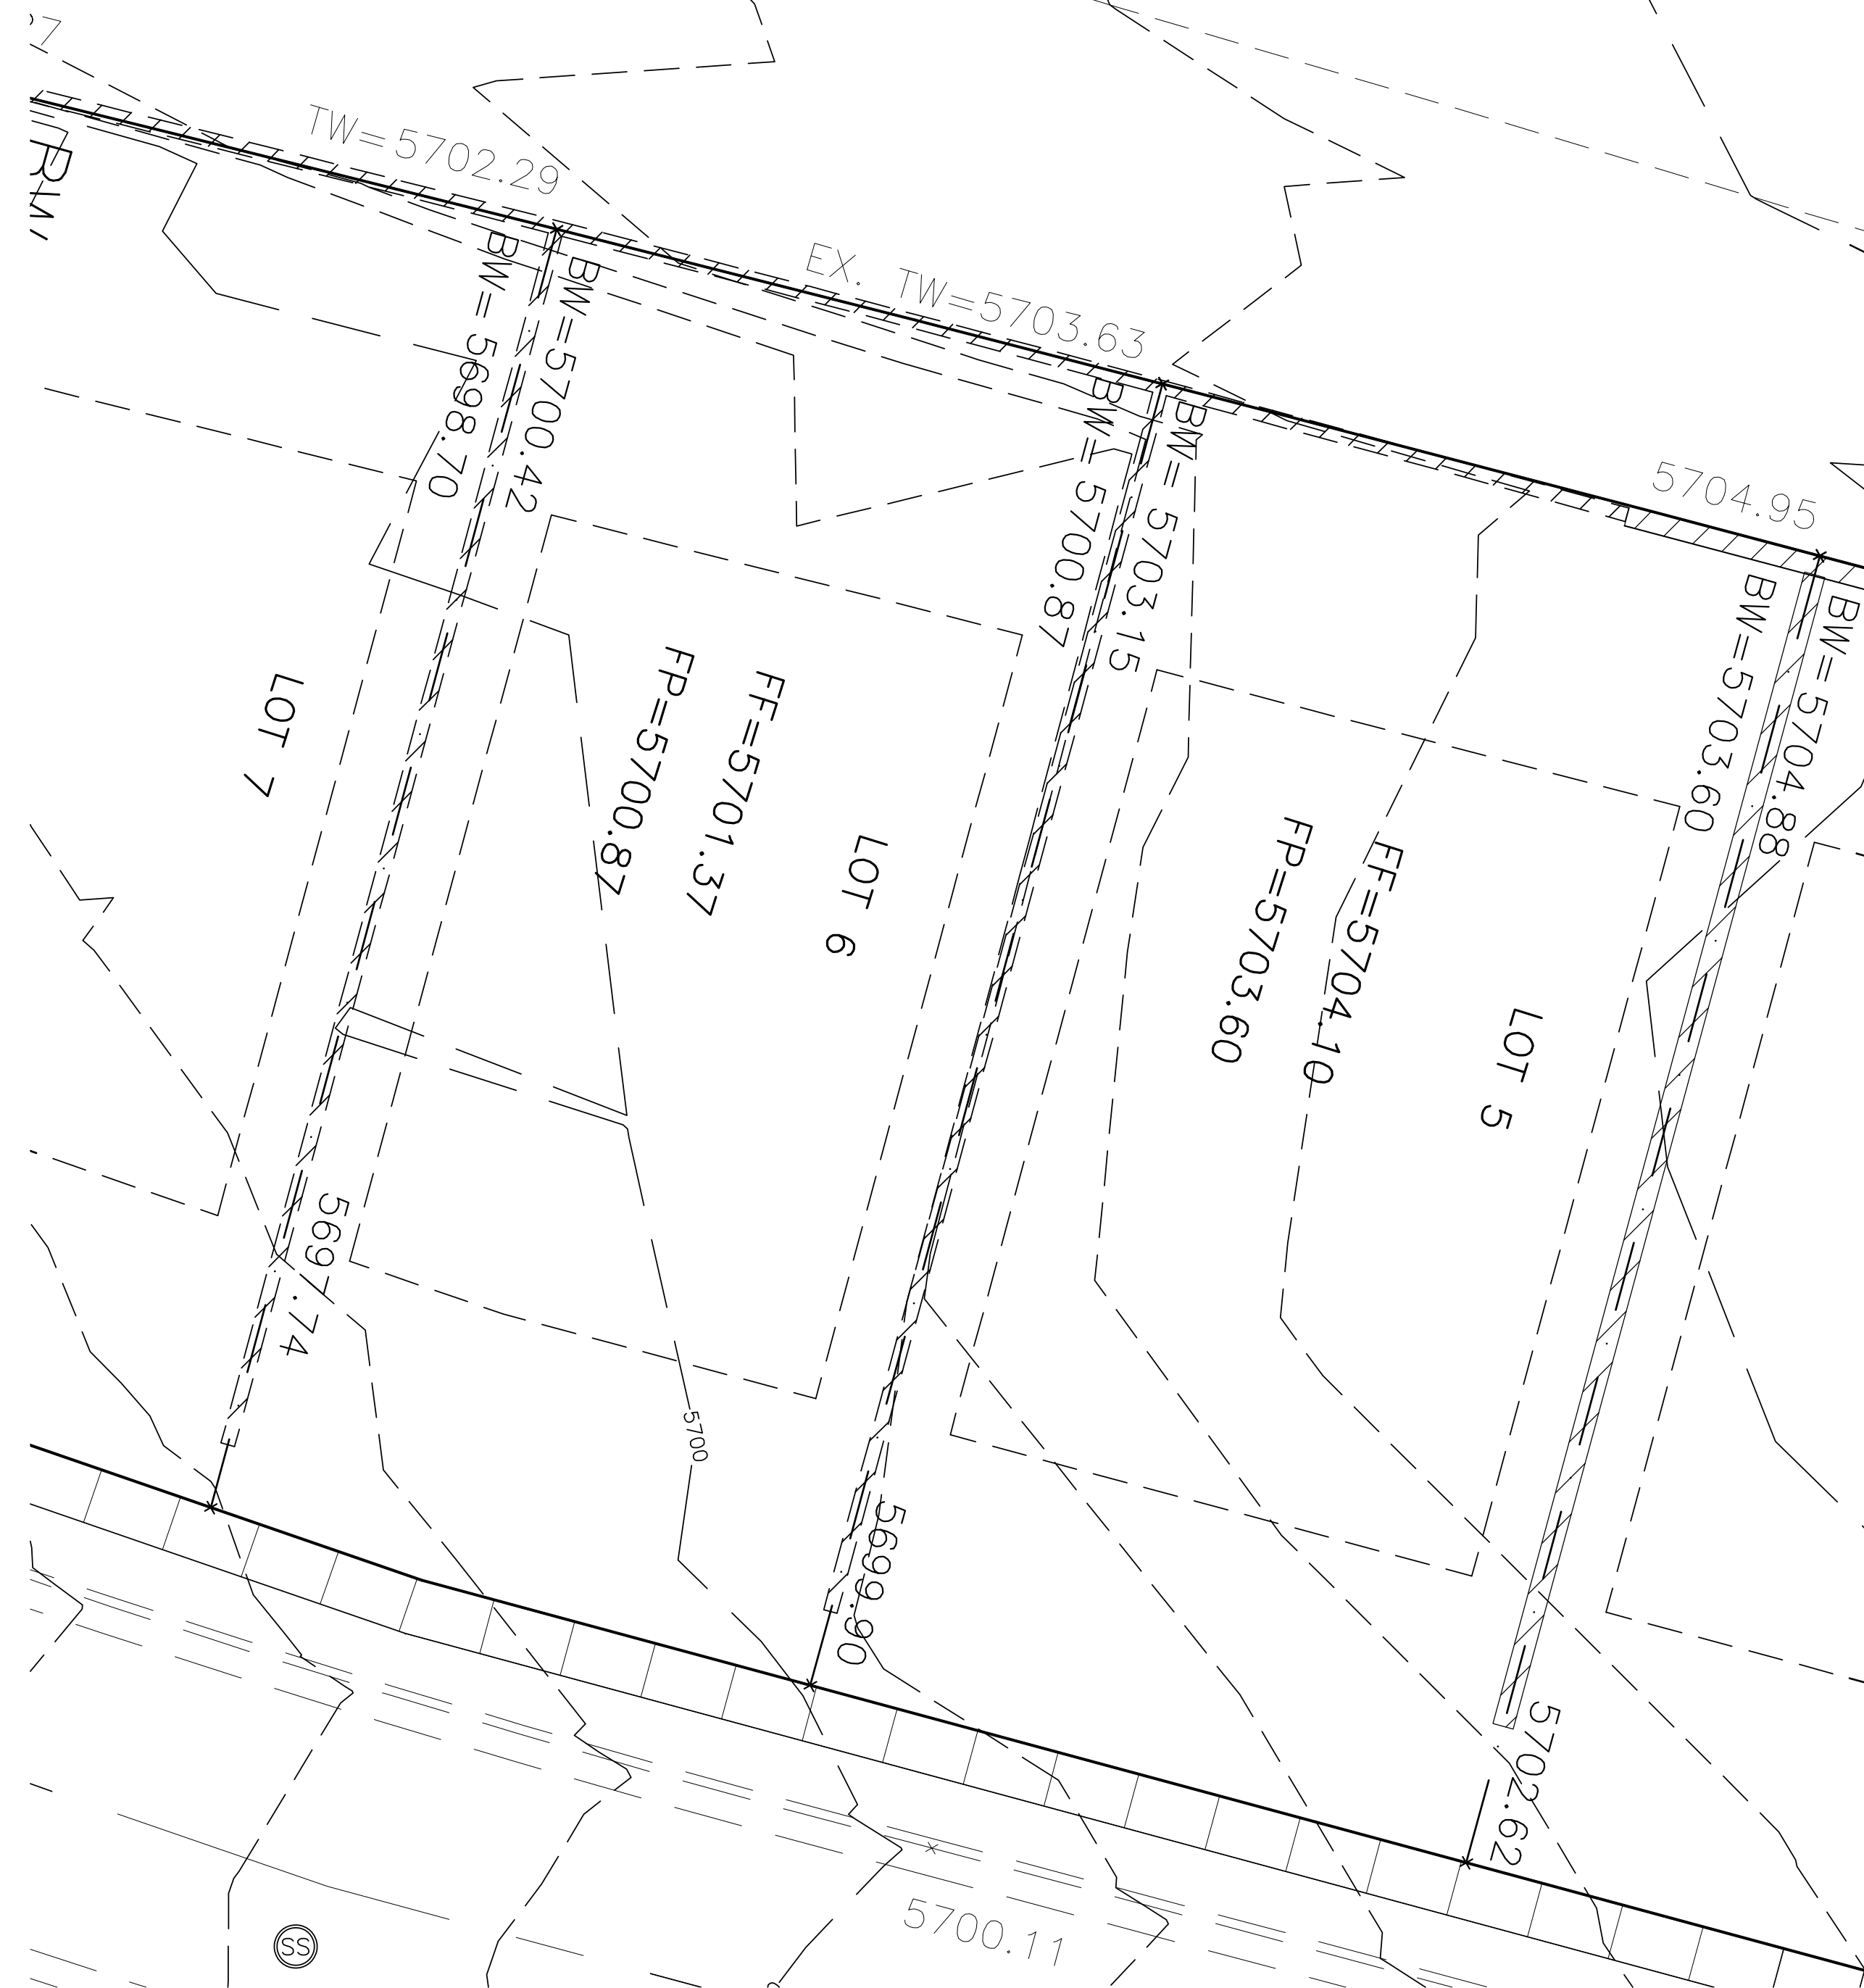 TW=5702.29
EX. TW=5703.63
5704.95
BW=5698.70
BW=5700.42
BW=5700.87
BW=5703.15
BW=5703.60
BW=5704.88
LOT 7
FP=5700.87
FF=5701.37
LOT 6
FP=5703.60
FF=5704.10
LOT 5
5697.74
5700
5699.90
5702.62
5700.11
SS